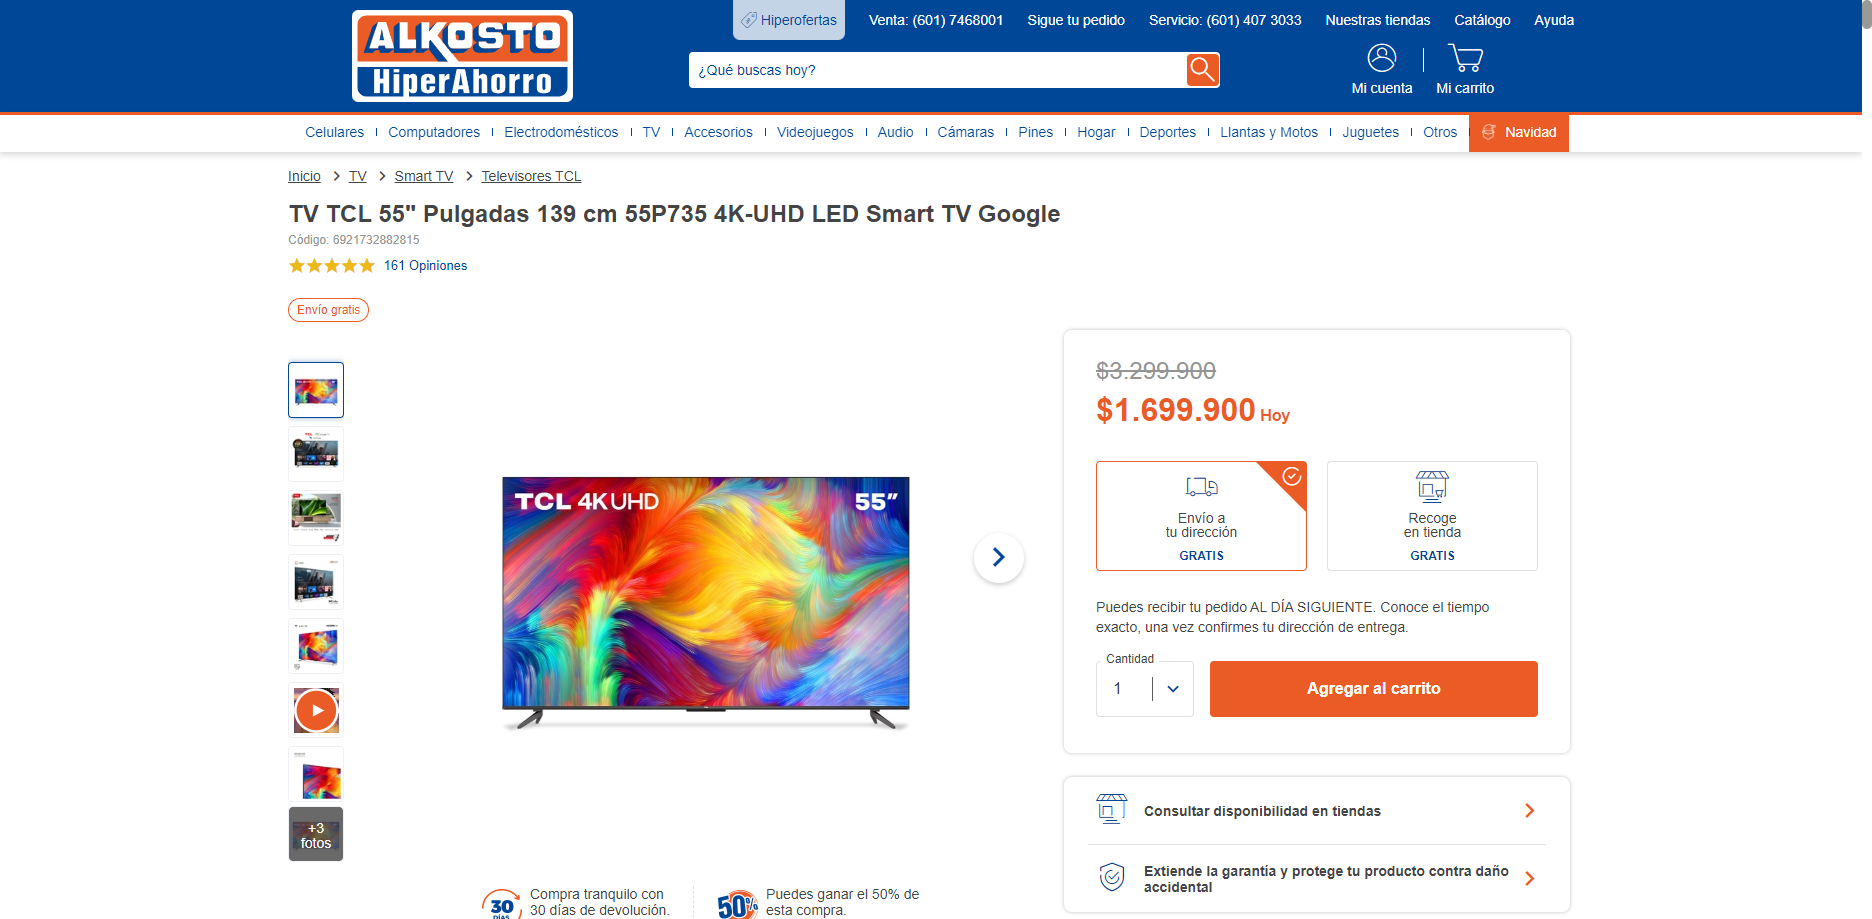 Hiperofertas
Venta: (601) 7468001
Sigue tu pedido
Servicio: (601) 407 3033
Nuestras tiendas
Catálogo
Ayuda
ALKOSTO
HiperAhorro
¿Qué buscas hoy?
Mi cuenta
Mi carrito
Celulares
Computadores
Electrodomésticos
TV
Accesorios
Videojuegos
Audio
Cámaras
Pines
Hogar
Deportes
Llantas y Motos
Juguetes
Otros
Navidad
Inicio
TV
Smart TV
Televisores TCL
TV TCL 55" Pulgadas 139 cm 55P735 4K-UHD LED Smart TV Google
Código: 6921732882815
161 Opiniones
Envío gratis
+3
fotos
TCL 4K UHD
55”
$3.299.900
$1.699.900 Hoy
Envío a
tu dirección
GRATIS
Recoge
en tienda
GRATIS
Puedes recibir tu pedido AL DÍA SIGUIENTE. Conoce el tiempo
exacto, una vez confirmes tu dirección de entrega.
Cantidad
1
Agregar al carrito
Consultar disponibilidad en tiendas
Extiende la garantía y protege tu producto contra daño
accidental
30
DÍAS
Compra tranquilo con
30 días de devolución.
50%
Puedes ganar el 50% de
esta compra.